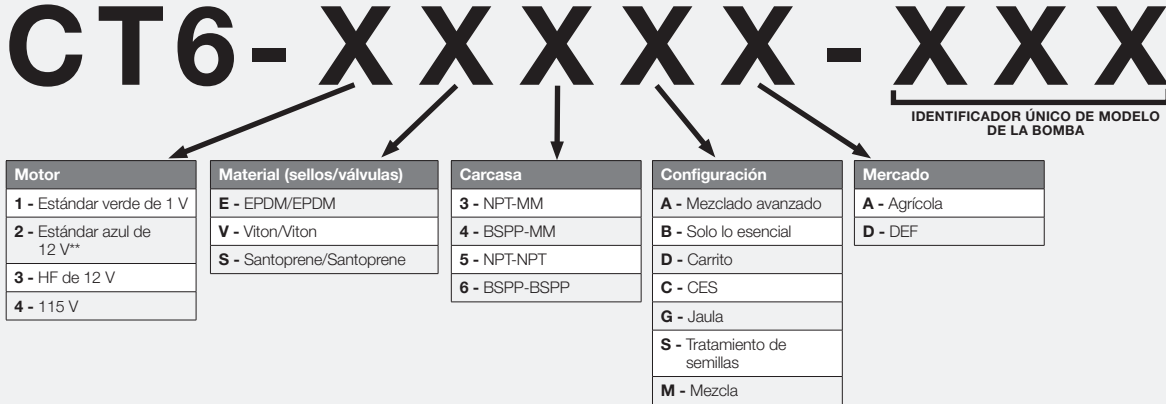 CT6-XXXXX-XXX
IDENTIFICADOR ÚNICO DE MODELO
DE LA BOMBA
Motor
1 - Estándar verde de 1 V
2 - Estándar azul de
12 V**
3 - HF de 12 V
4 - 115 V
Material (sellos/válvulas)
E - EPDM/EPDM
V - Viton/Viton
S - Santoprene/Santoprene
Carcasa
3 - NPT-MM
4 - BSPP-MM
5 - NPT-NPT
6 - BSPP-BSPP
Configuración
A - Mezclado avanzado
B - Solo lo esencial
D - Carrito
C - CES
G - Jaula
S - Tratamiento de
semillas
M - Mezcla
Mercado
A - Agrícola
D - DEF